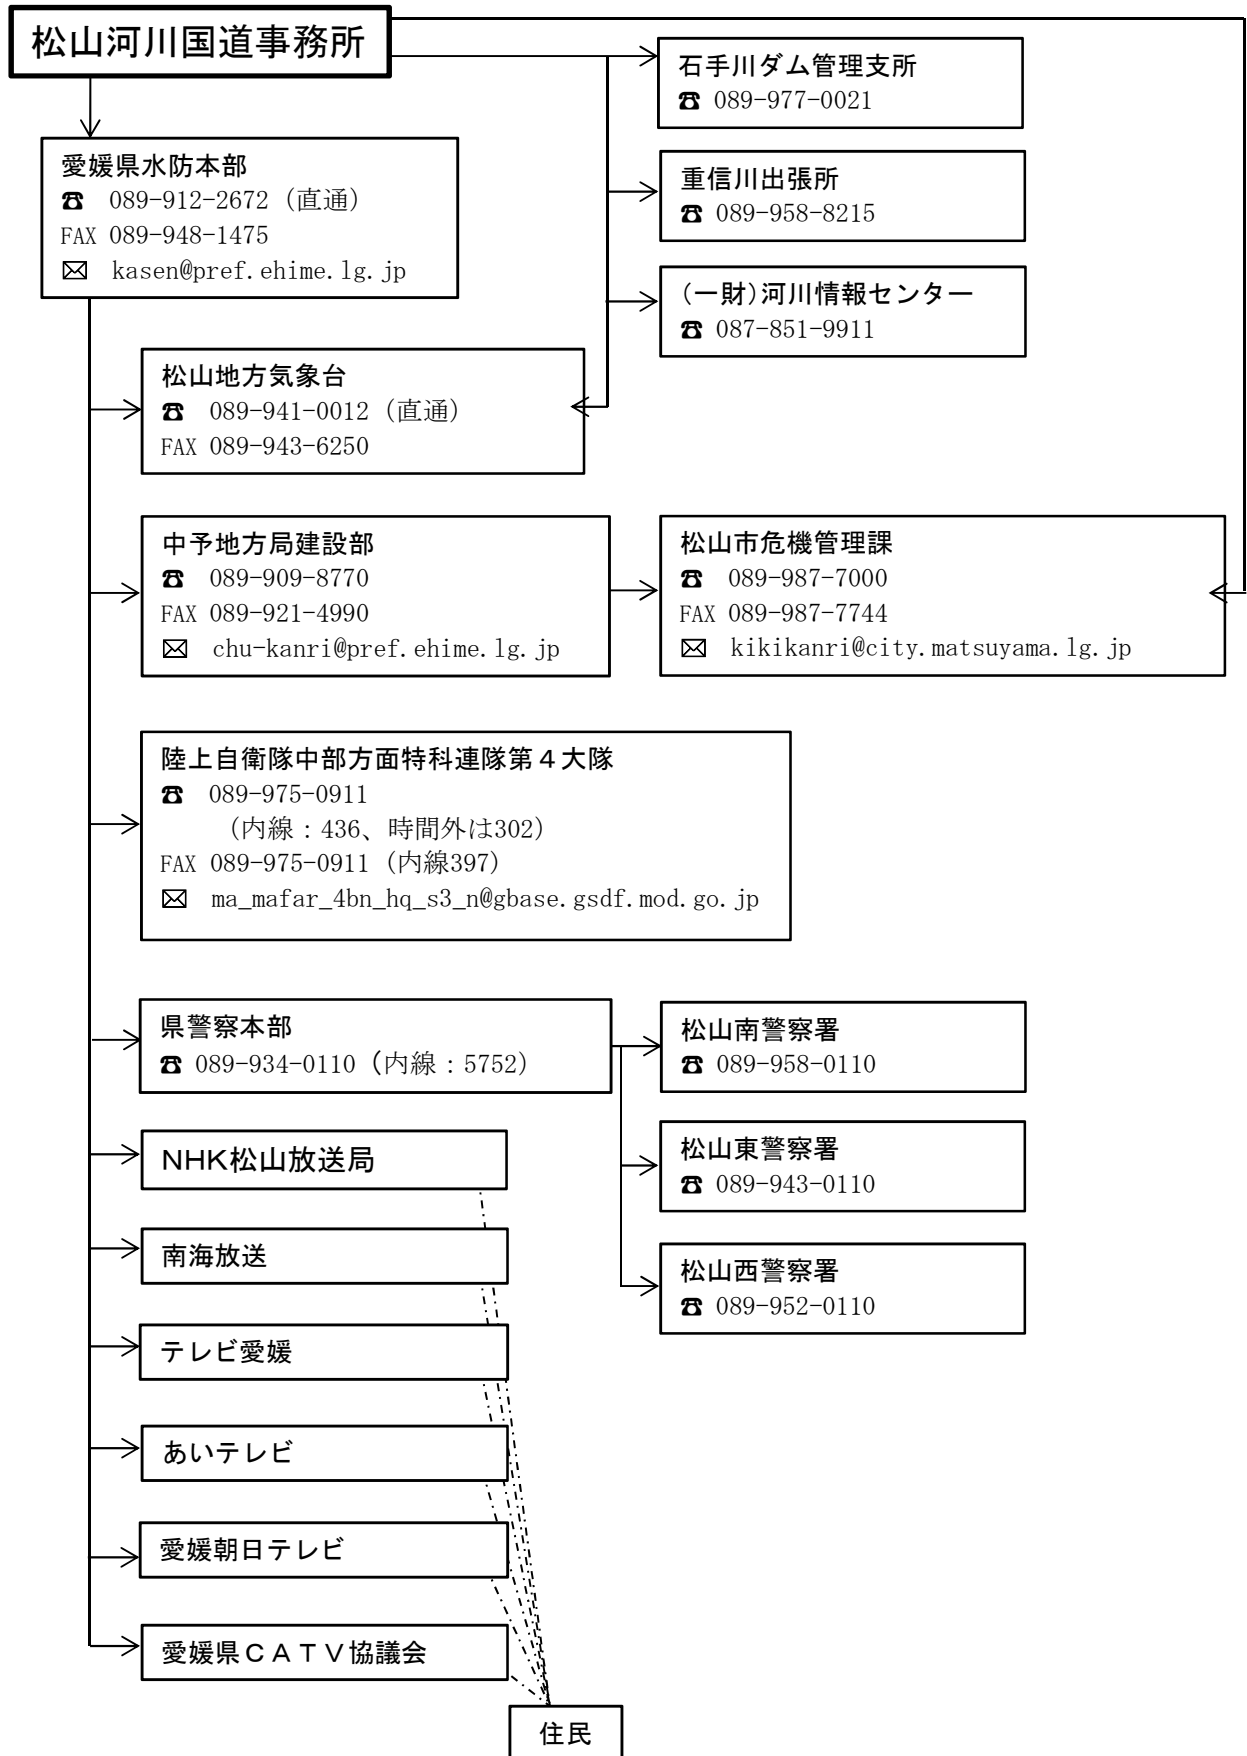 松山河川国道事務所
石手川ダム管理支所
☎ 089-977-0021
愛媛県水防本部
☎ 089-912-2672（直通）
FAX 089-948-1475
✉ kasen@pref.ehime.lg.jp
重信川出張所
☎ 089-958-8215
(一財)河川情報センター
☎ 087-851-9911
松山地方気象台
☎ 089-941-0012（直通）
FAX 089-943-6250
中予地方局建設部
☎ 089-909-8770
FAX 089-921-4990
✉ chu-kanri@pref.ehime.lg.jp
松山市危機管理課
☎ 089-987-7000
FAX 089-987-7744
✉ kikikanri@city.matsuyama.lg.jp
陸上自衛隊中部方面特科連隊第４大隊
☎ 089-975-0911
（内線：436、時間外は302）
FAX 089-975-0911（内線397）
✉ ma_mafar_4bn_hq_s3_n@gbase.gsdf.mod.go.jp
県警察本部
☎ 089-934-0110（内線：5752）
松山南警察署
☎ 089-958-0110
松山東警察署
☎ 089-943-0110
松山西警察署
☎ 089-952-0110
NHK松山放送局
南海放送
テレビ愛媛
あいテレビ
愛媛朝日テレビ
愛媛県ＣＡＴＶ協議会
住民